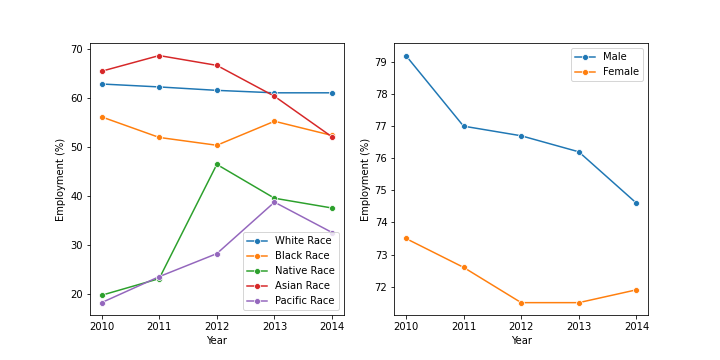 70
60
50
40
30
20
Employment (%)
2010 2011 2012 2013 2014
Year
White Race
Black Race
Native Race
Asian Race
Pacific Race
79
78
77
76
75
74
73
72
Employment (%)
2010 2011 2012 2013 2014
Year
Male
Female